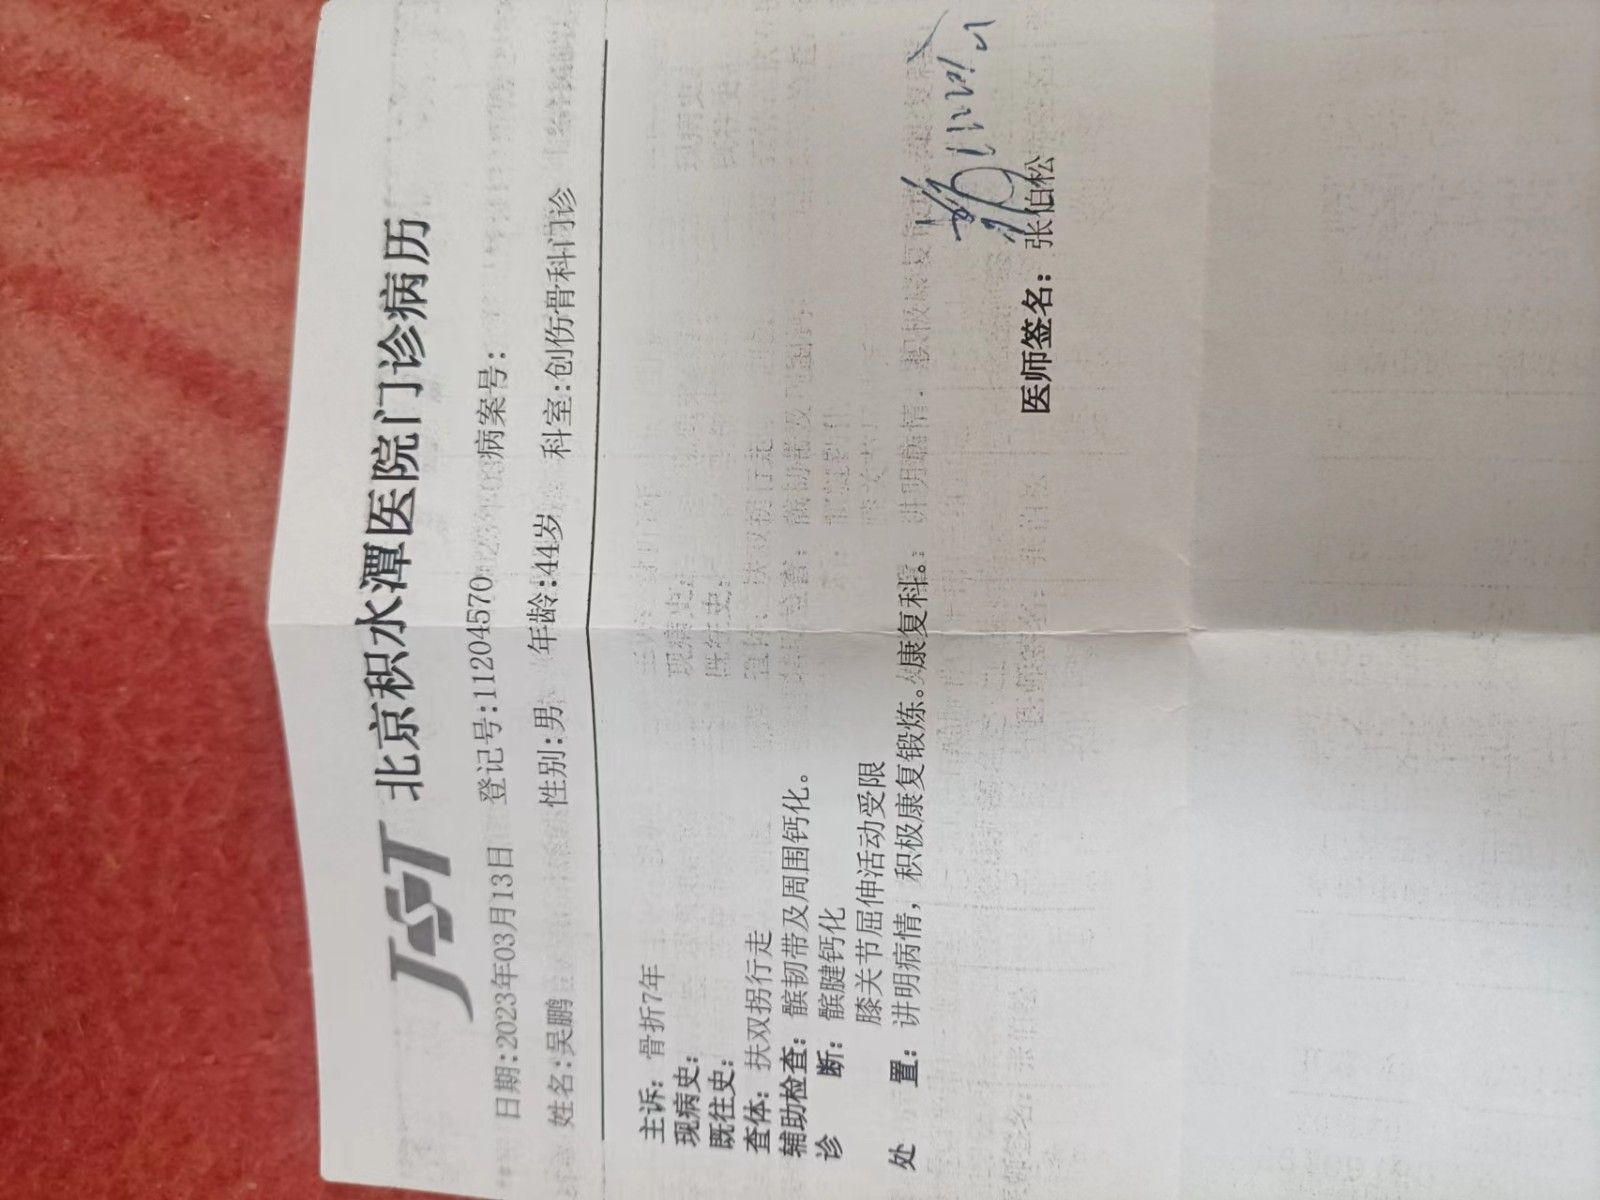 JST 北京积水潭医院门诊病历
日期:2023年03月13日 登记号:11204570 病案号:
姓名:吴鹏 性别:男 年龄:44岁 科室:创伤骨科门诊
主诉: 骨折7年
现病史:
既往史:
查体: 扶双拐行走
辅助检查: 髌韧带及周围钙化。
诊 断: 髌腱钙化
膝关节屈伸活动受限
处 置: 讲明病情，积极康复锻炼。康复科。
医师签名: 张伯松